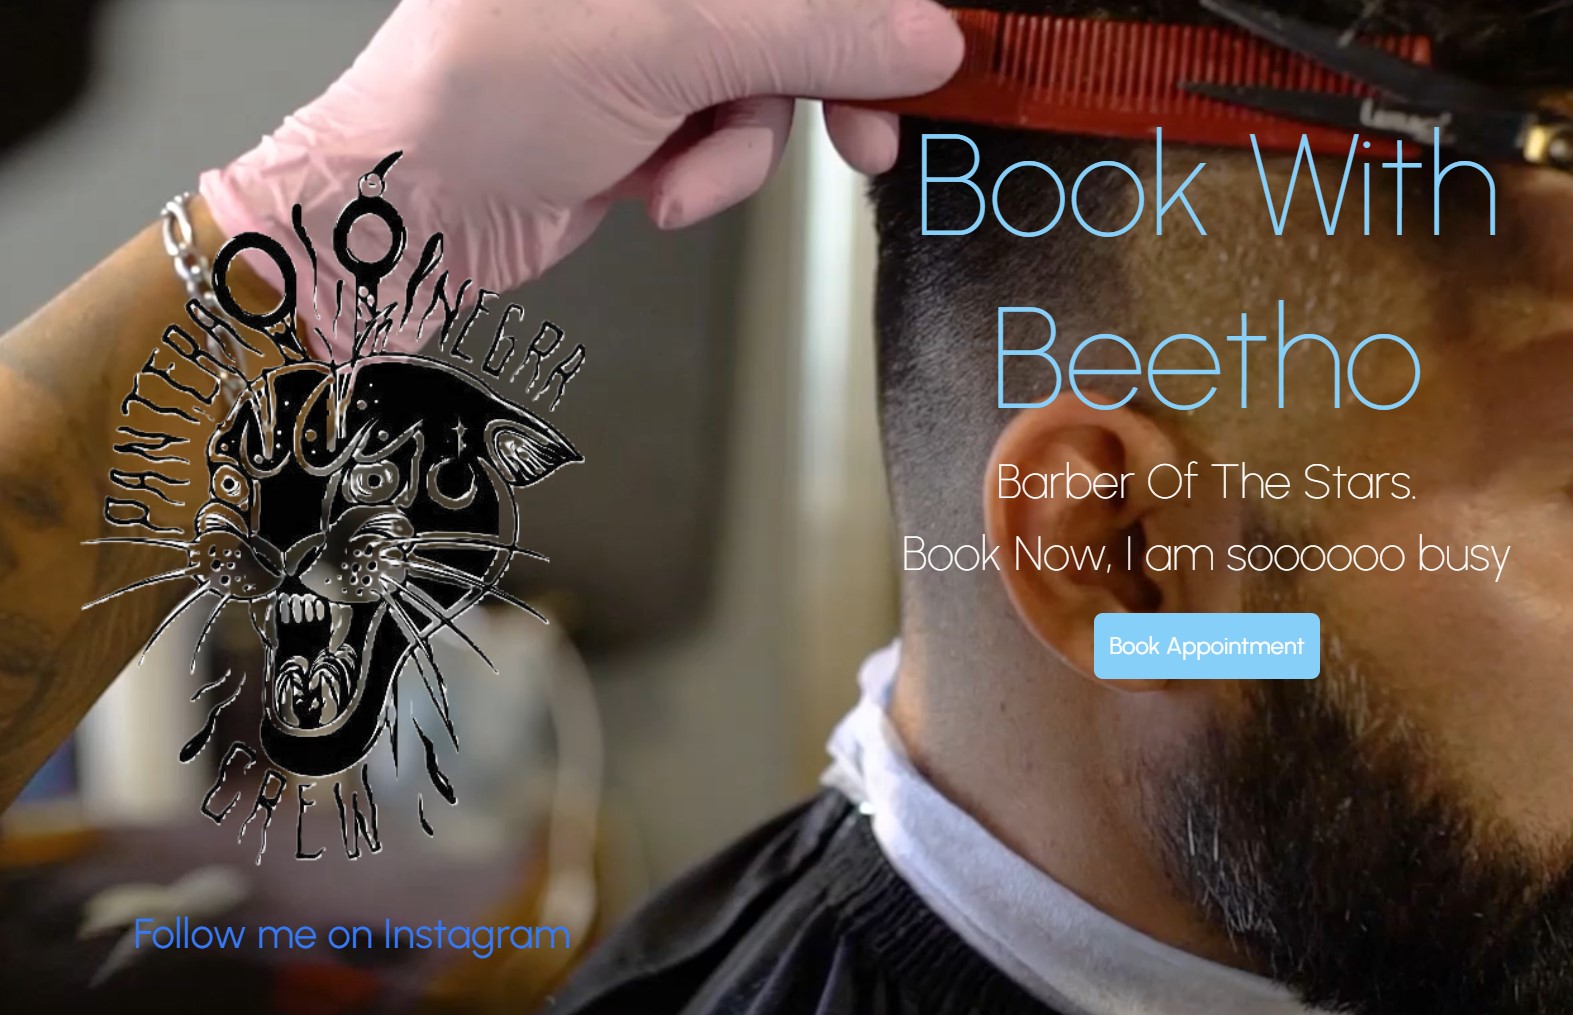 PANTERA NEGRA
CREW
Follow me on Instagram
Book With
Beetho
Barber Of The Stars.
Book Now, I am soooooo busy
Book Appointment